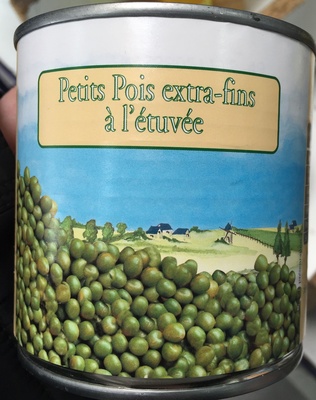 Petits Pois extra-fins
à l'étuvée